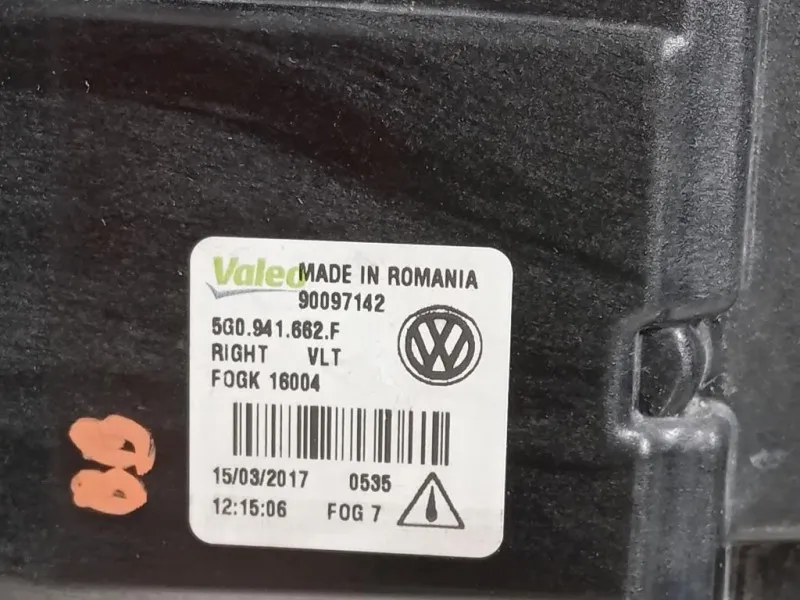 Valeo MADE IN ROMANIA
90097142
5G0.941.662.F
RIGHT VLT
FOGK 16004
15/03/2017 0535
12:15:06 FOG 7